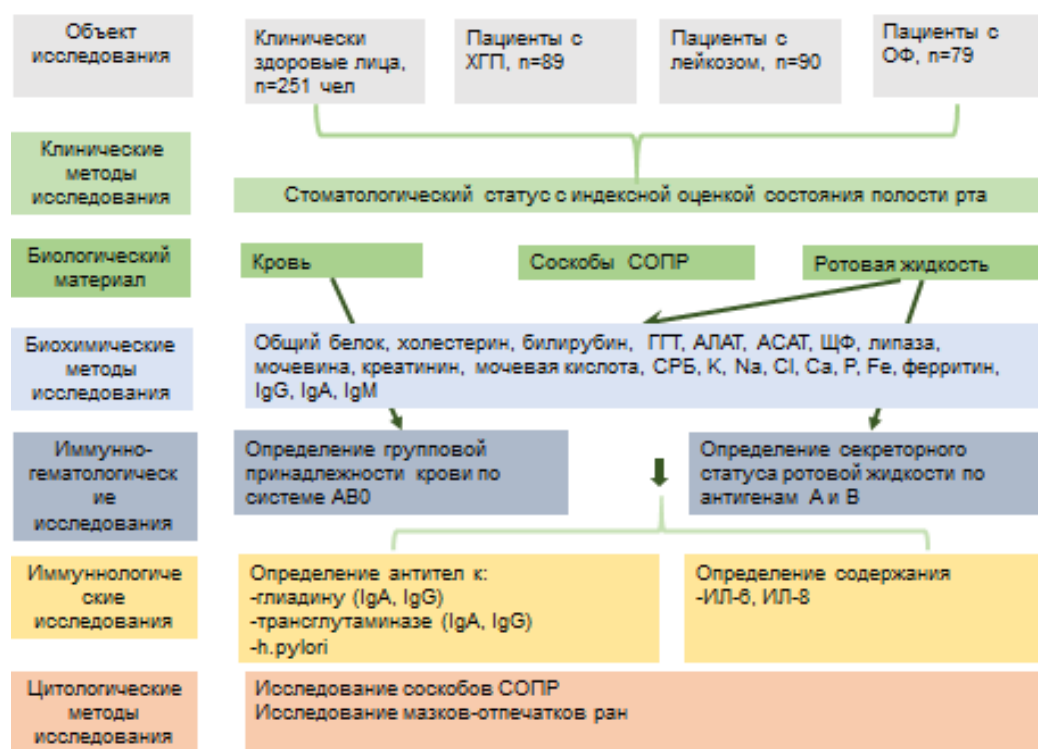 Объект
исследования
Клинически
здоровые лица,
n=251 чел
Пациенты с
ХГП, n=89
Пациенты с
лейкозом, n=90
Пациенты с
ОФ, n=79
Клинические
методы
исследования
Стоматологический статус с индексной оценкой состояния полости рта
Биологический
материал
Кровь
Соскобы СОПР
Ротовая жидкость
Биохимические
методы
исследования
Общий белок, холестерин, билирубин, ГГТ, АЛАТ, АСАТ, ЩФ, липаза,
мочевина, креатинин, мочевая кислота, СРБ, K, Na, Cl, Ca, P, Fe, ферритин,
IgG, IgA, IgM
Иммунно-
гематологическ
ие
исследования
Определение групповой
принадлежности крови по
системе АВ0
Определение секреторного
статуса ротовой жидкости по
антигенам А и В
Иммуннологиче
ские
исследования
Определение антител к:
-глиадину (IgA, IgG)
-трансглутаминазе (IgA, IgG)
-h.pylori
Определение содержания
-ИЛ-6, ИЛ-8
Цитологические
методы
исследования
Исследование соскобов СОПР
Исследование мазков-отпечатков ран